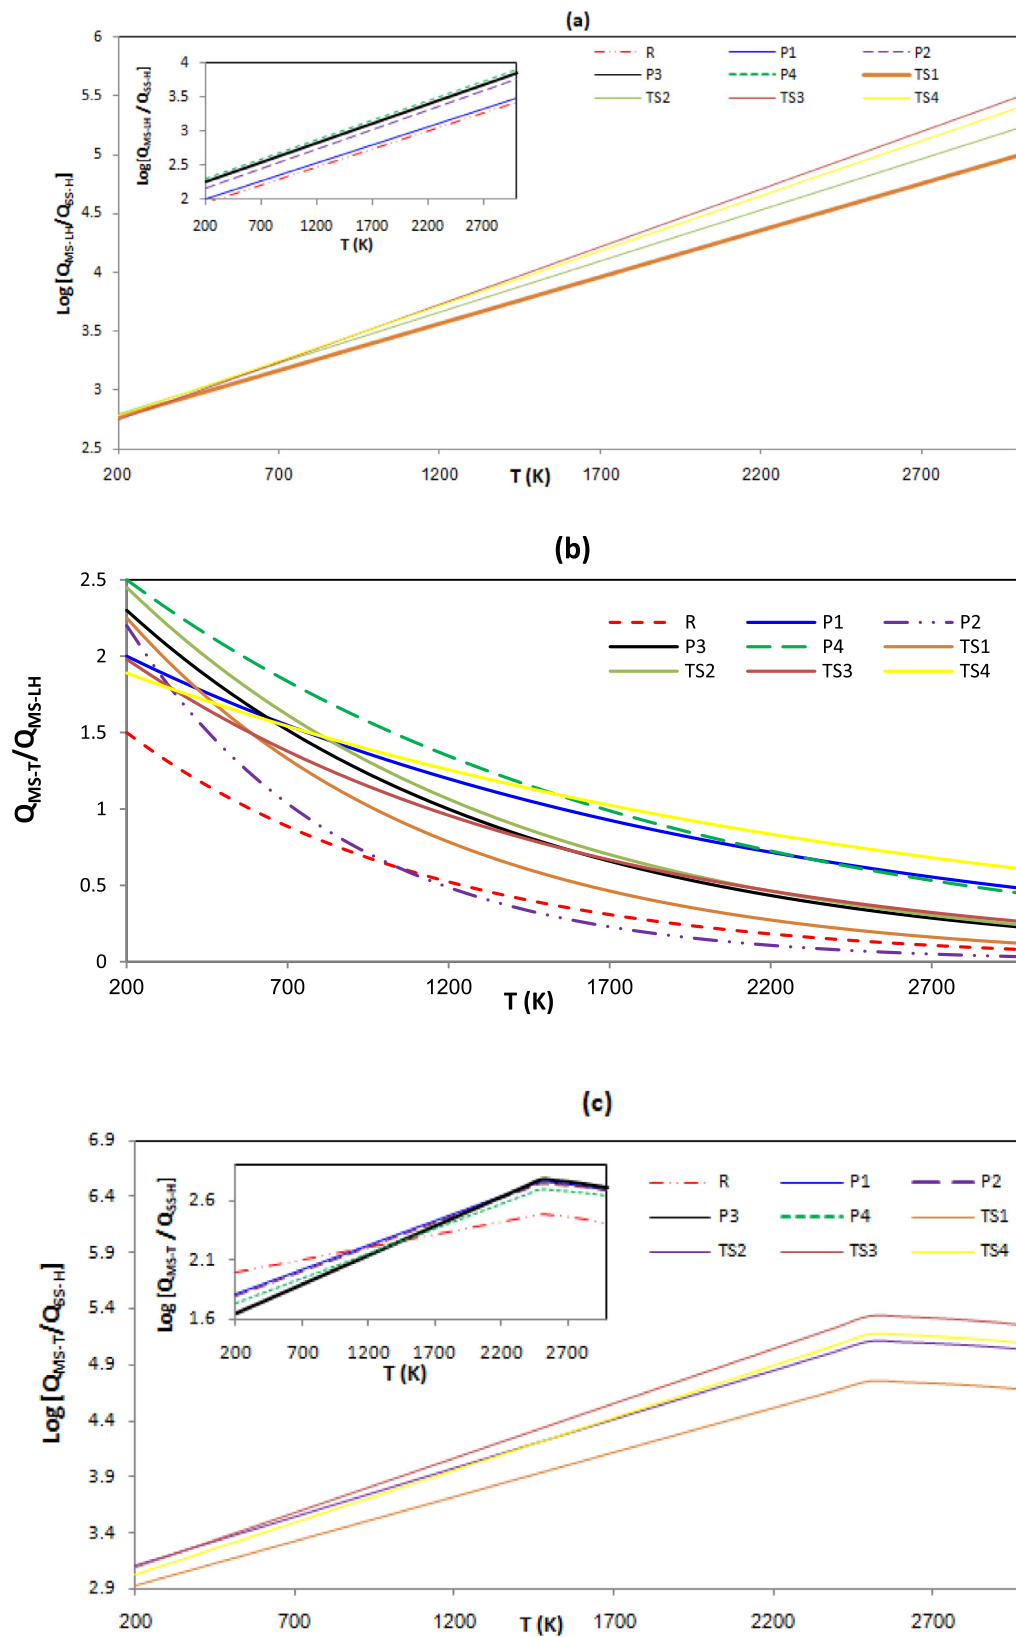 (a)
6
5.5
5
4.5
4
3.5
3
2.5
Log [Q_MS-LH/Q_SS-H]
200 700 1200 1700 2200 2700
T (K)
R P1 P2
P3 P4 TS1
TS2 TS3 TS4
4
3.5
3
2.5
2
Log[Q_MS-LH / Q_SS-H]
200 700 1200 1700 2200 2700
T (K)
(b)
2.5
2
1.5
1
0.5
0
Q_MS-T/Q_MS-LH
R P1 P2
P3 P4 TS1
TS2 TS3 TS4
200 700 1200 1700 2200 2700
T (K)
(c)
6.9
6.4
5.9
5.4
4.9
4.4
3.9
3.4
2.9
Log [Q_MS-T/Q_SS-H]
R P1 P2
P3 P4 TS1
TS2 TS3 TS4
2.6
2.1
1.6
Log [Q_MS-T / Q_SS-H]
200 700 1200 1700 2200 2700
T (K)
200 700 1200 1700 2200 2700
T (K)